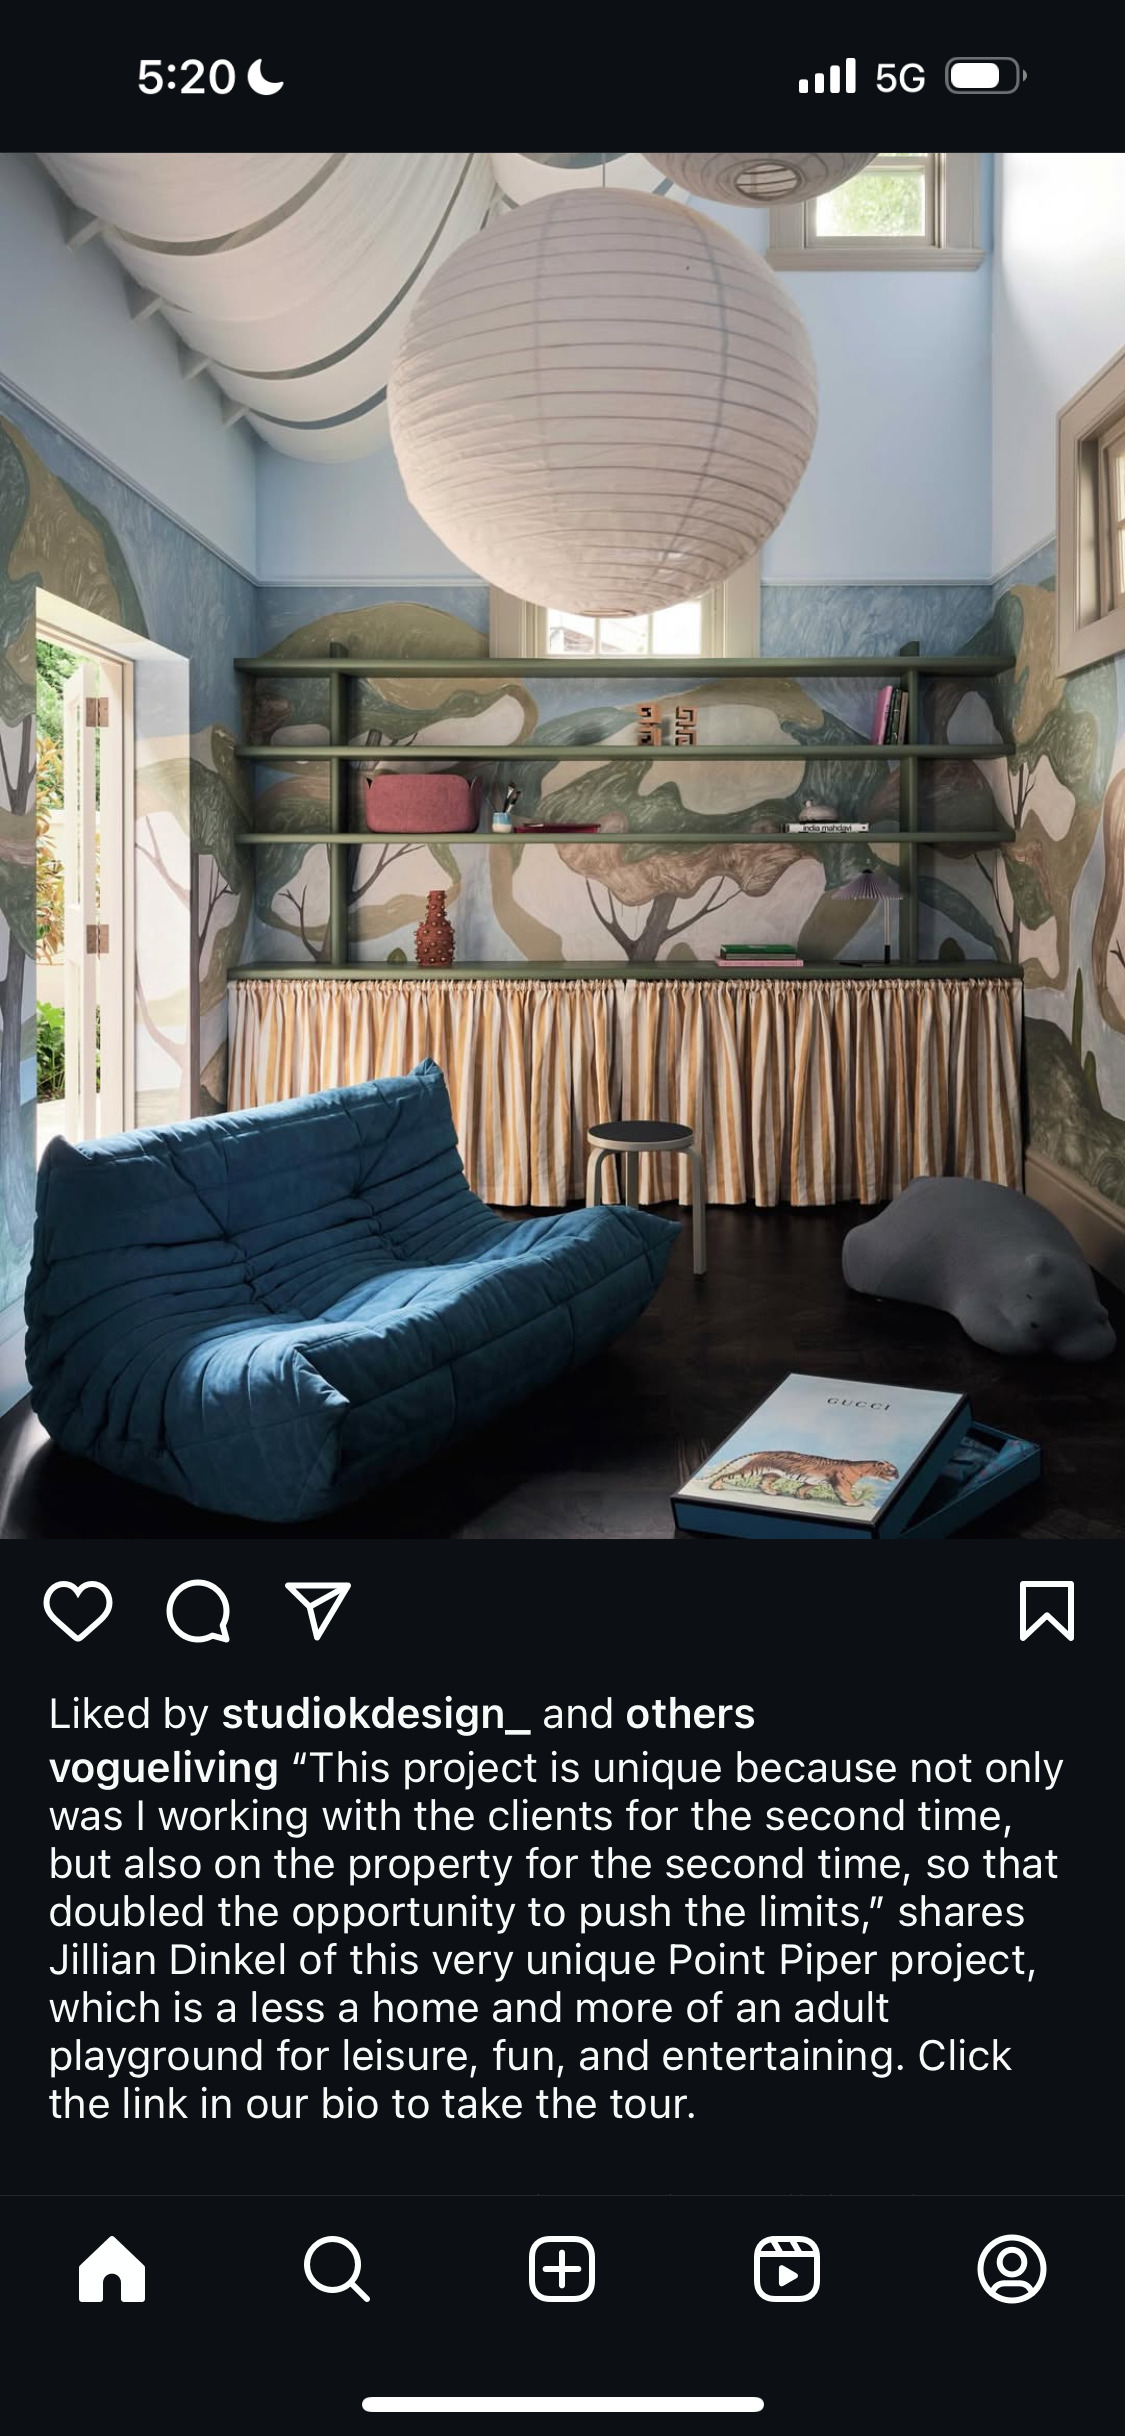 5:20
5G
india mahdavi
GUCCI
Liked by studiokdesign_ and others
vogueliving “This project is unique because not only
was I working with the clients for the second time,
but also on the property for the second time, so that
doubled the opportunity to push the limits,” shares
Jillian Dinkel of this very unique Point Piper project,
which is a less a home and more of an adult
playground for leisure, fun, and entertaining. Click
the link in our bio to take the tour.